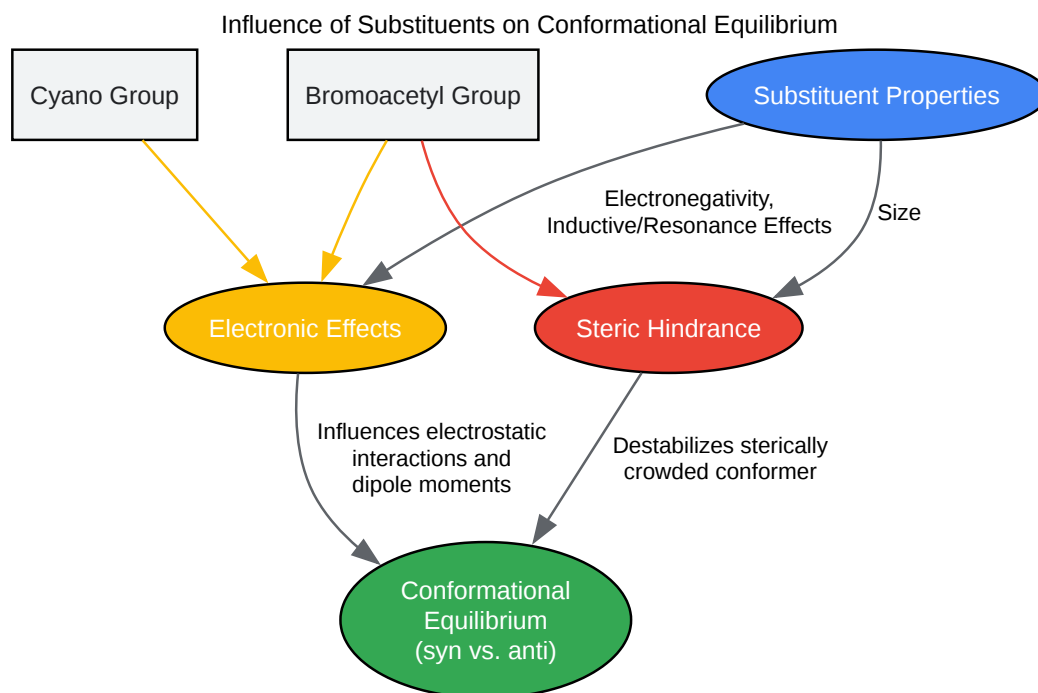 Influence of Substituents on Conformational Equilibrium
Cyano Group
Bromoacetyl Group
Substituent Properties
Electronegativity,
Inductive/Resonance Effects
Size
Electronic Effects
Steric Hindrance
Influences electrostatic
interactions and
dipole moments
Destabilizes sterically
crowded conformer
Conformational
Equilibrium
(syn vs. anti)